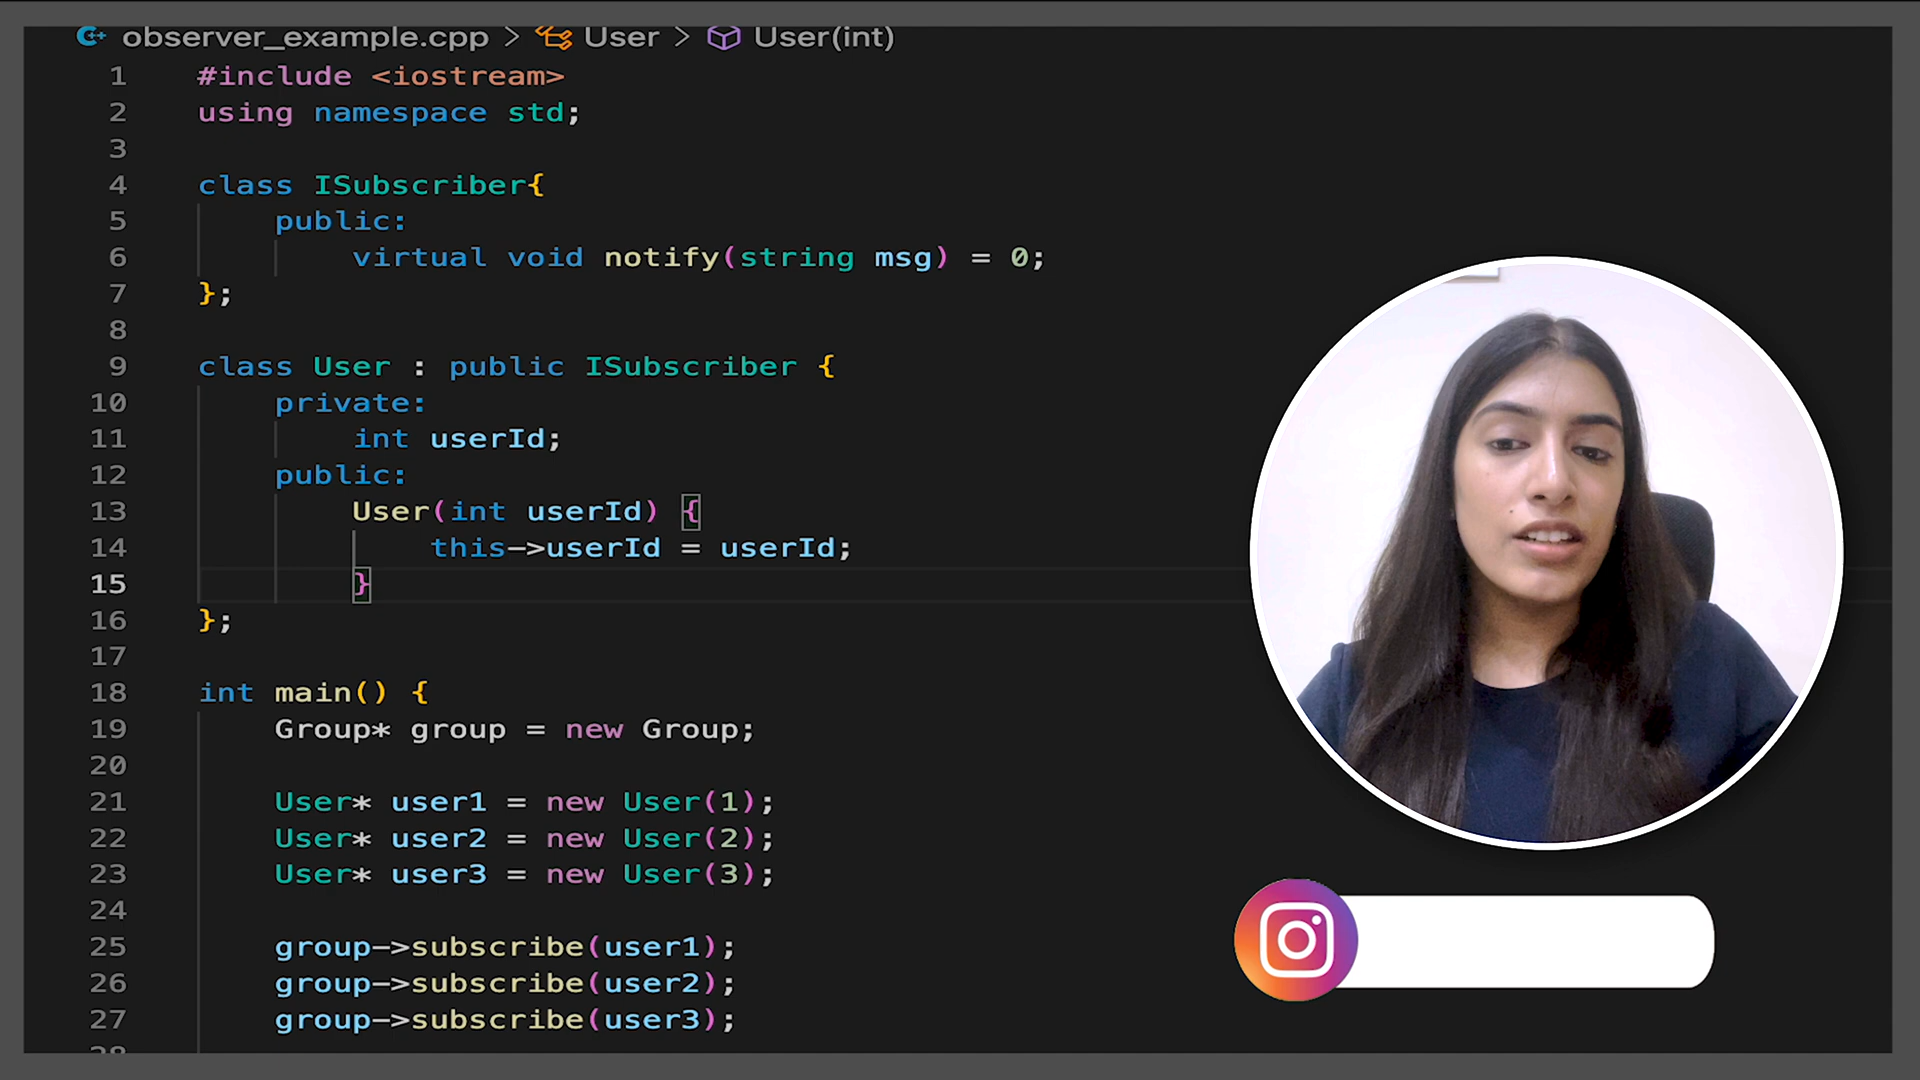 observer_example.cpp > User > User(int)
1 #include <iostream>
2 using namespace std;
3
4 class ISubscriber{
5 public:
6 virtual void notify(string msg) = 0;
7 };
8
9 class User : public ISubscriber {
10 private:
11 int userId;
12 public:
13 User(int userId) {
14 this->userId = userId;
15 }
16 };
17
18 int main() {
19 Group* group = new Group;
20
21 User* user1 = new User(1);
22 User* user2 = new User(2);
23 User* user3 = new User(3);
24
25 group->subscribe(user1);
26 group->subscribe(user2);
27 group->subscribe(user3);
28